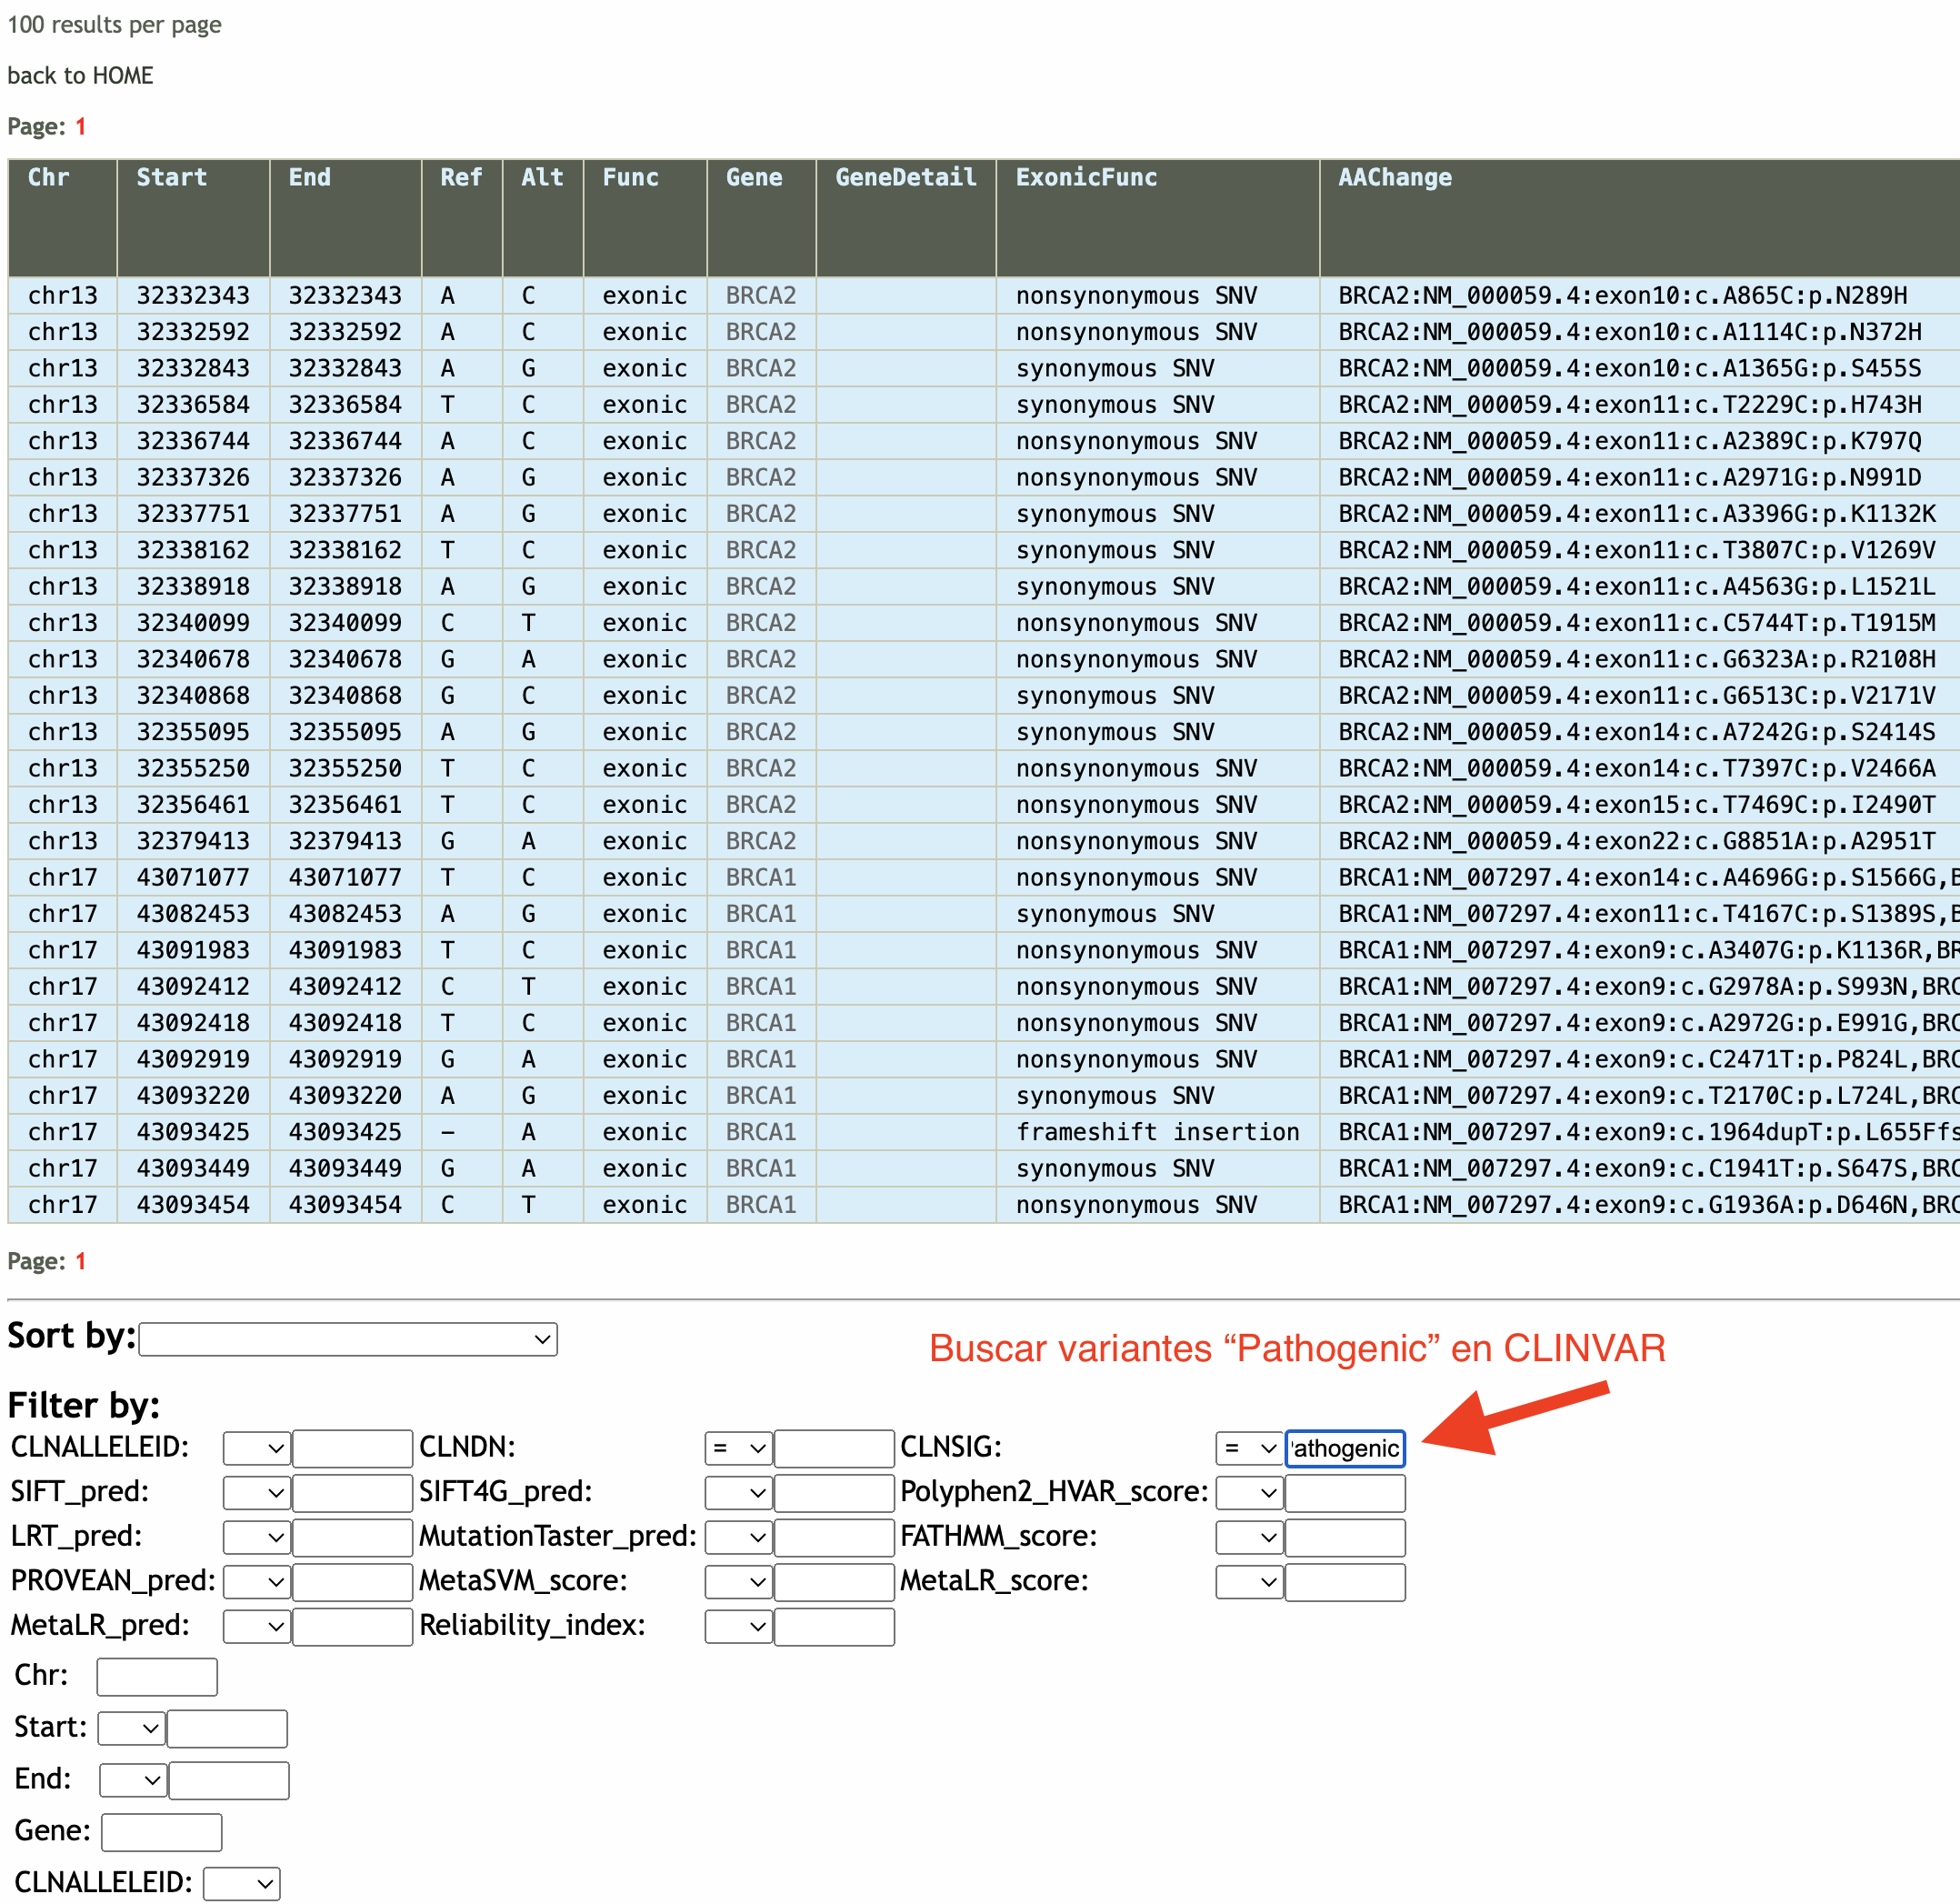 100 results per page
back to HOME
Page: 1
Chr Start End Ref Alt Func Gene GeneDetail ExonicFunc AAChange
chr13 32332343 32332343 A C exonic BRCA2 nonsynonymous SNV BRCA2:NM_000059.4:exon10:c.A865C:p.N289H
chr13 32332592 32332592 A C exonic BRCA2 nonsynonymous SNV BRCA2:NM_000059.4:exon10:c.A1114C:p.N372H
chr13 32332843 32332843 A G exonic BRCA2 synonymous SNV BRCA2:NM_000059.4:exon10:c.A1365G:p.S455S
chr13 32336584 32336584 T C exonic BRCA2 synonymous SNV BRCA2:NM_000059.4:exon11:c.T2229C:p.H743H
chr13 32336744 32336744 A C exonic BRCA2 nonsynonymous SNV BRCA2:NM_000059.4:exon11:c.A2389C:p.K797Q
chr13 32337326 32337326 A G exonic BRCA2 nonsynonymous SNV BRCA2:NM_000059.4:exon11:c.A2971G:p.N991D
chr13 32337751 32337751 A G exonic BRCA2 synonymous SNV BRCA2:NM_000059.4:exon11:c.A3396G:p.K1132K
chr13 32338162 32338162 T C exonic BRCA2 synonymous SNV BRCA2:NM_000059.4:exon11:c.T3807C:p.V1269V
chr13 32338918 32338918 A G exonic BRCA2 synonymous SNV BRCA2:NM_000059.4:exon11:c.A4563G:p.L1521L
chr13 32340099 32340099 C T exonic BRCA2 nonsynonymous SNV BRCA2:NM_000059.4:exon11:c.C5744T:p.T1915M
chr13 32340678 32340678 G A exonic BRCA2 nonsynonymous SNV BRCA2:NM_000059.4:exon11:c.G6323A:p.R2108H
chr13 32340868 32340868 G C exonic BRCA2 synonymous SNV BRCA2:NM_000059.4:exon11:c.G6513C:p.V2171V
chr13 32355095 32355095 A G exonic BRCA2 synonymous SNV BRCA2:NM_000059.4:exon14:c.A7242G:p.S2414S
chr13 32355250 32355250 T C exonic BRCA2 nonsynonymous SNV BRCA2:NM_000059.4:exon14:c.T7397C:p.V2466A
chr13 32356461 32356461 T C exonic BRCA2 nonsynonymous SNV BRCA2:NM_000059.4:exon15:c.T7469C:p.I2490T
chr13 32379413 32379413 G A exonic BRCA2 nonsynonymous SNV BRCA2:NM_000059.4:exon22:c.G8851A:p.A2951T
chr17 43071077 43071077 T C exonic BRCA1 nonsynonymous SNV BRCA1:NM_007297.4:exon14:c.A4696G:p.S1566G,B
chr17 43082453 43082453 A G exonic BRCA1 synonymous SNV BRCA1:NM_007297.4:exon11:c.T4167C:p.S1389S,B
chr17 43091983 43091983 T C exonic BRCA1 nonsynonymous SNV BRCA1:NM_007297.4:exon9:c.A3407G:p.K1136R,BR
chr17 43092412 43092412 C T exonic BRCA1 nonsynonymous SNV BRCA1:NM_007297.4:exon9:c.G2978A:p.S993N,BRC
chr17 43092418 43092418 T C exonic BRCA1 nonsynonymous SNV BRCA1:NM_007297.4:exon9:c.A2972G:p.E991G,BRC
chr17 43092919 43092919 G A exonic BRCA1 nonsynonymous SNV BRCA1:NM_007297.4:exon9:c.C2471T:p.P824L,BRC
chr17 43093220 43093220 A G exonic BRCA1 synonymous SNV BRCA1:NM_007297.4:exon9:c.T2170C:p.L724L,BRC
chr17 43093425 43093425 – A exonic BRCA1 frameshift insertion BRCA1:NM_007297.4:exon9:c.1964dupT:p.L655Ffs
chr17 43093449 43093449 G A exonic BRCA1 synonymous SNV BRCA1:NM_007297.4:exon9:c.C1941T:p.S647S,BRC
chr17 43093454 43093454 C T exonic BRCA1 nonsynonymous SNV BRCA1:NM_007297.4:exon9:c.G1936A:p.D646N,BRC
Page: 1
Sort by:
Buscar variantes “Pathogenic” en CLINVAR
Filter by:
CLNALLELEID: CLNDN: = CLNSIG: = Pathogenic
SIFT_pred: SIFT4G_pred: Polyphen2_HVAR_score:
LRT_pred: MutationTaster_pred: FATHMM_score:
PROVEAN_pred: MetaSVM_score: MetaLR_score:
MetaLR_pred: Reliability_index:
Chr:
Start:
End:
Gene:
CLNALLELEID: